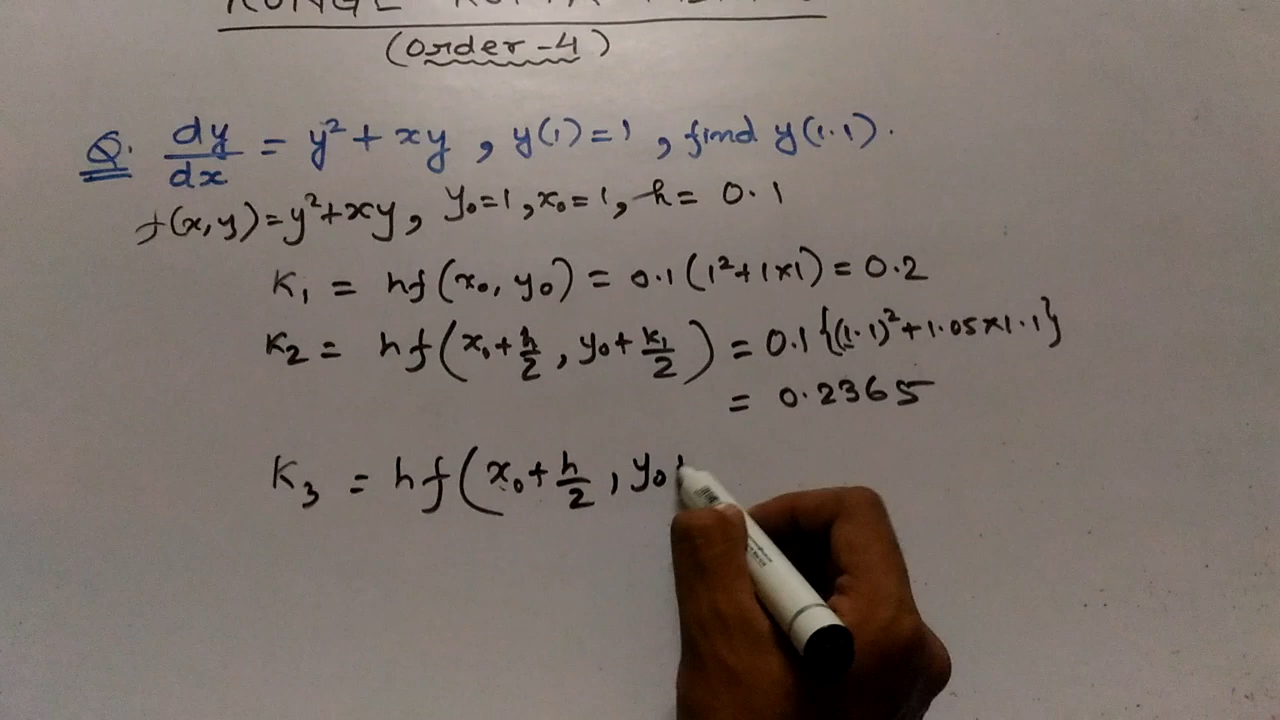 (order-4)
Q. dy/dx = y² + xy, y(1)=1, find y(1.1).
f(x,y)=y²+xy, y₀=1, x₀=1, h= 0.1
K₁ = hf(x₀, y₀) = 0.1(1²+1×1) = 0.2
K₂ = hf(x₀+h/2, y₀+K₁/2) = 0.1{(1.1)²+1.05×1.1}
= 0.2365
K₃ = hf(x₀+h/2, y₀